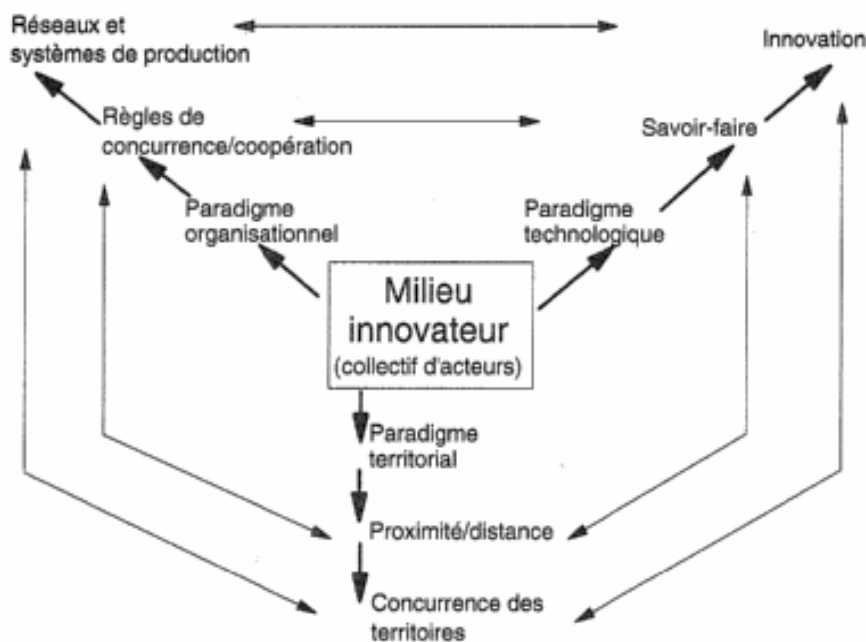 Réseaux et
systèmes de production
Innovation
Règles de
concurrence/coopération
Savoir-faire
Paradigme
organisationnel
Paradigme
technologique
Milieu
innovateur
(collectif d'acteurs)
Paradigme
territorial
Proximité/distance
Concurrence des
territoires